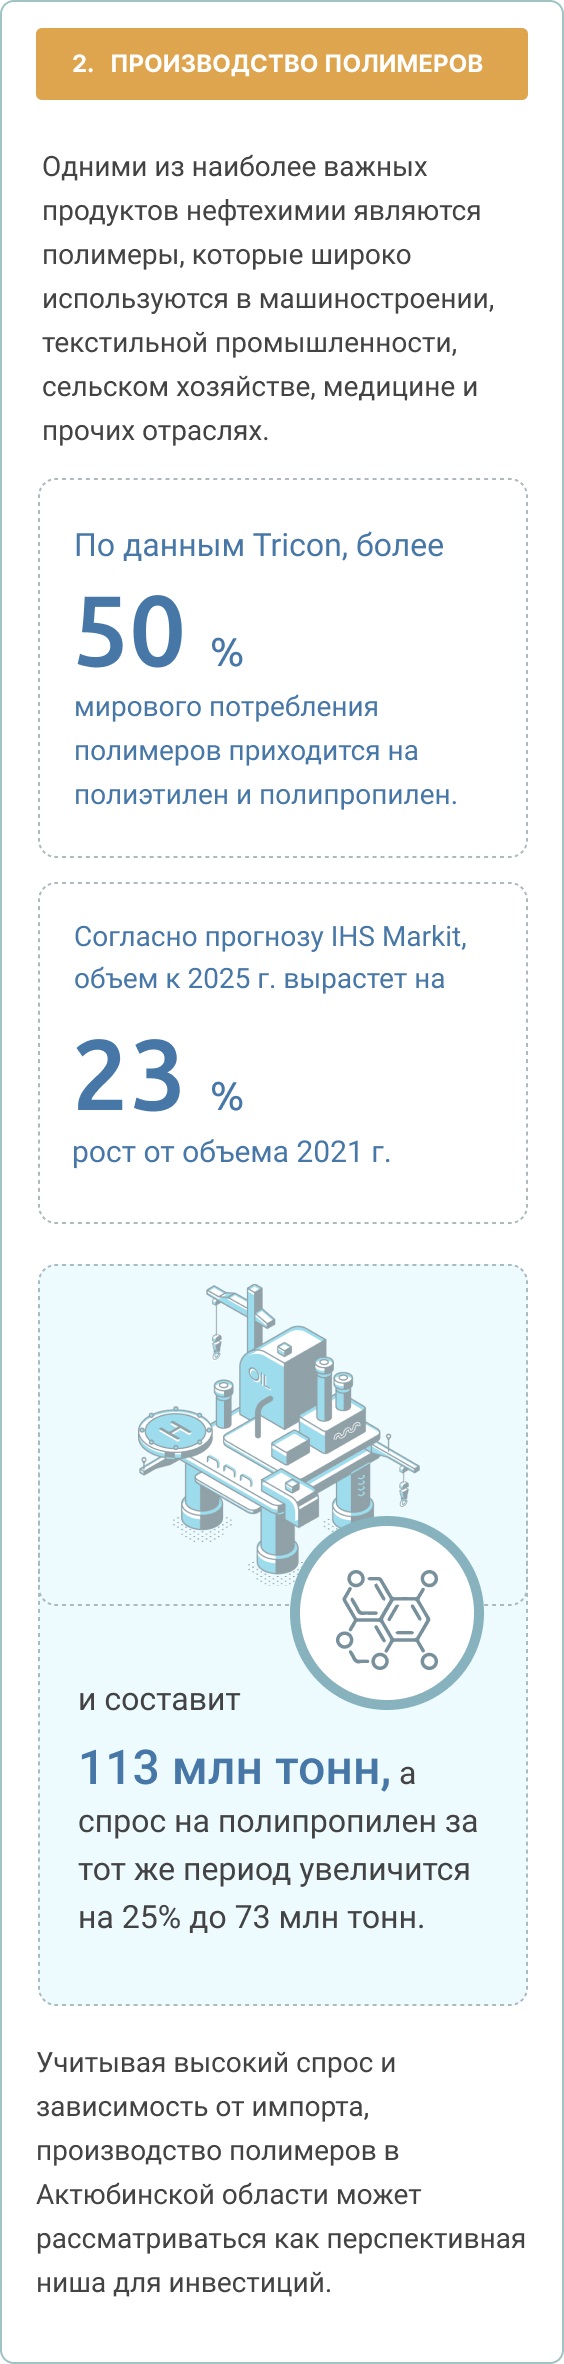 2. ПРОИЗВОДСТВО ПОЛИМЕРОВ
Одними из наиболее важных
продуктов нефтехимии являются
полимеры, которые широко
используются в машиностроении,
текстильной промышленности,
сельском хозяйстве, медицине и
прочих отраслях.
По данным Tricon, более
50 %
мирового потребления
полимеров приходится на
полиэтилен и полипропилен.
Согласно прогнозу IHS Markit,
объем к 2025 г. вырастет на
23 %
рост от объема 2021 г.
OIL
H
и составит
113 млн тонн, а
спрос на полипропилен за
тот же период увеличится
на 25% до 73 млн тонн.
Учитывая высокий спрос и
зависимость от импорта,
производство полимеров в
Актюбинской области может
рассматриваться как перспективная
ниша для инвестиций.